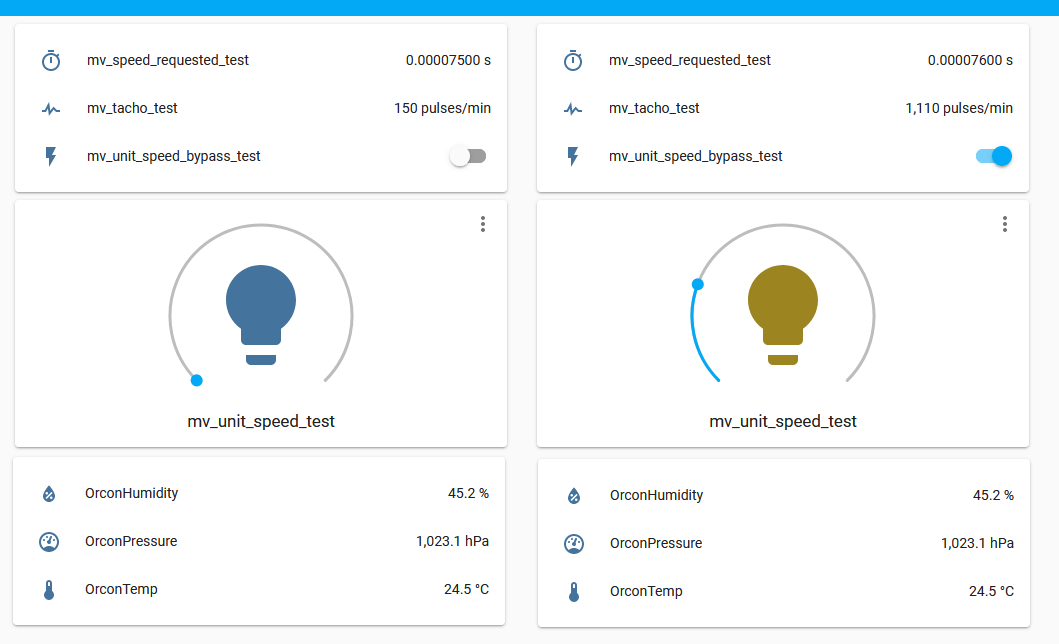 mv_speed_requested_test 0.00007500 s
mv_tacho_test 150 pulses/min
mv_unit_speed_bypass_test
mv_unit_speed_test
OrconHumidity 45.2 %
OrconPressure 1,023.1 hPa
OrconTemp 24.5 °C
mv_speed_requested_test 0.00007600 s
mv_tacho_test 1,110 pulses/min
mv_unit_speed_bypass_test
mv_unit_speed_test
OrconHumidity 45.2 %
OrconPressure 1,023.1 hPa
OrconTemp 24.5 °C